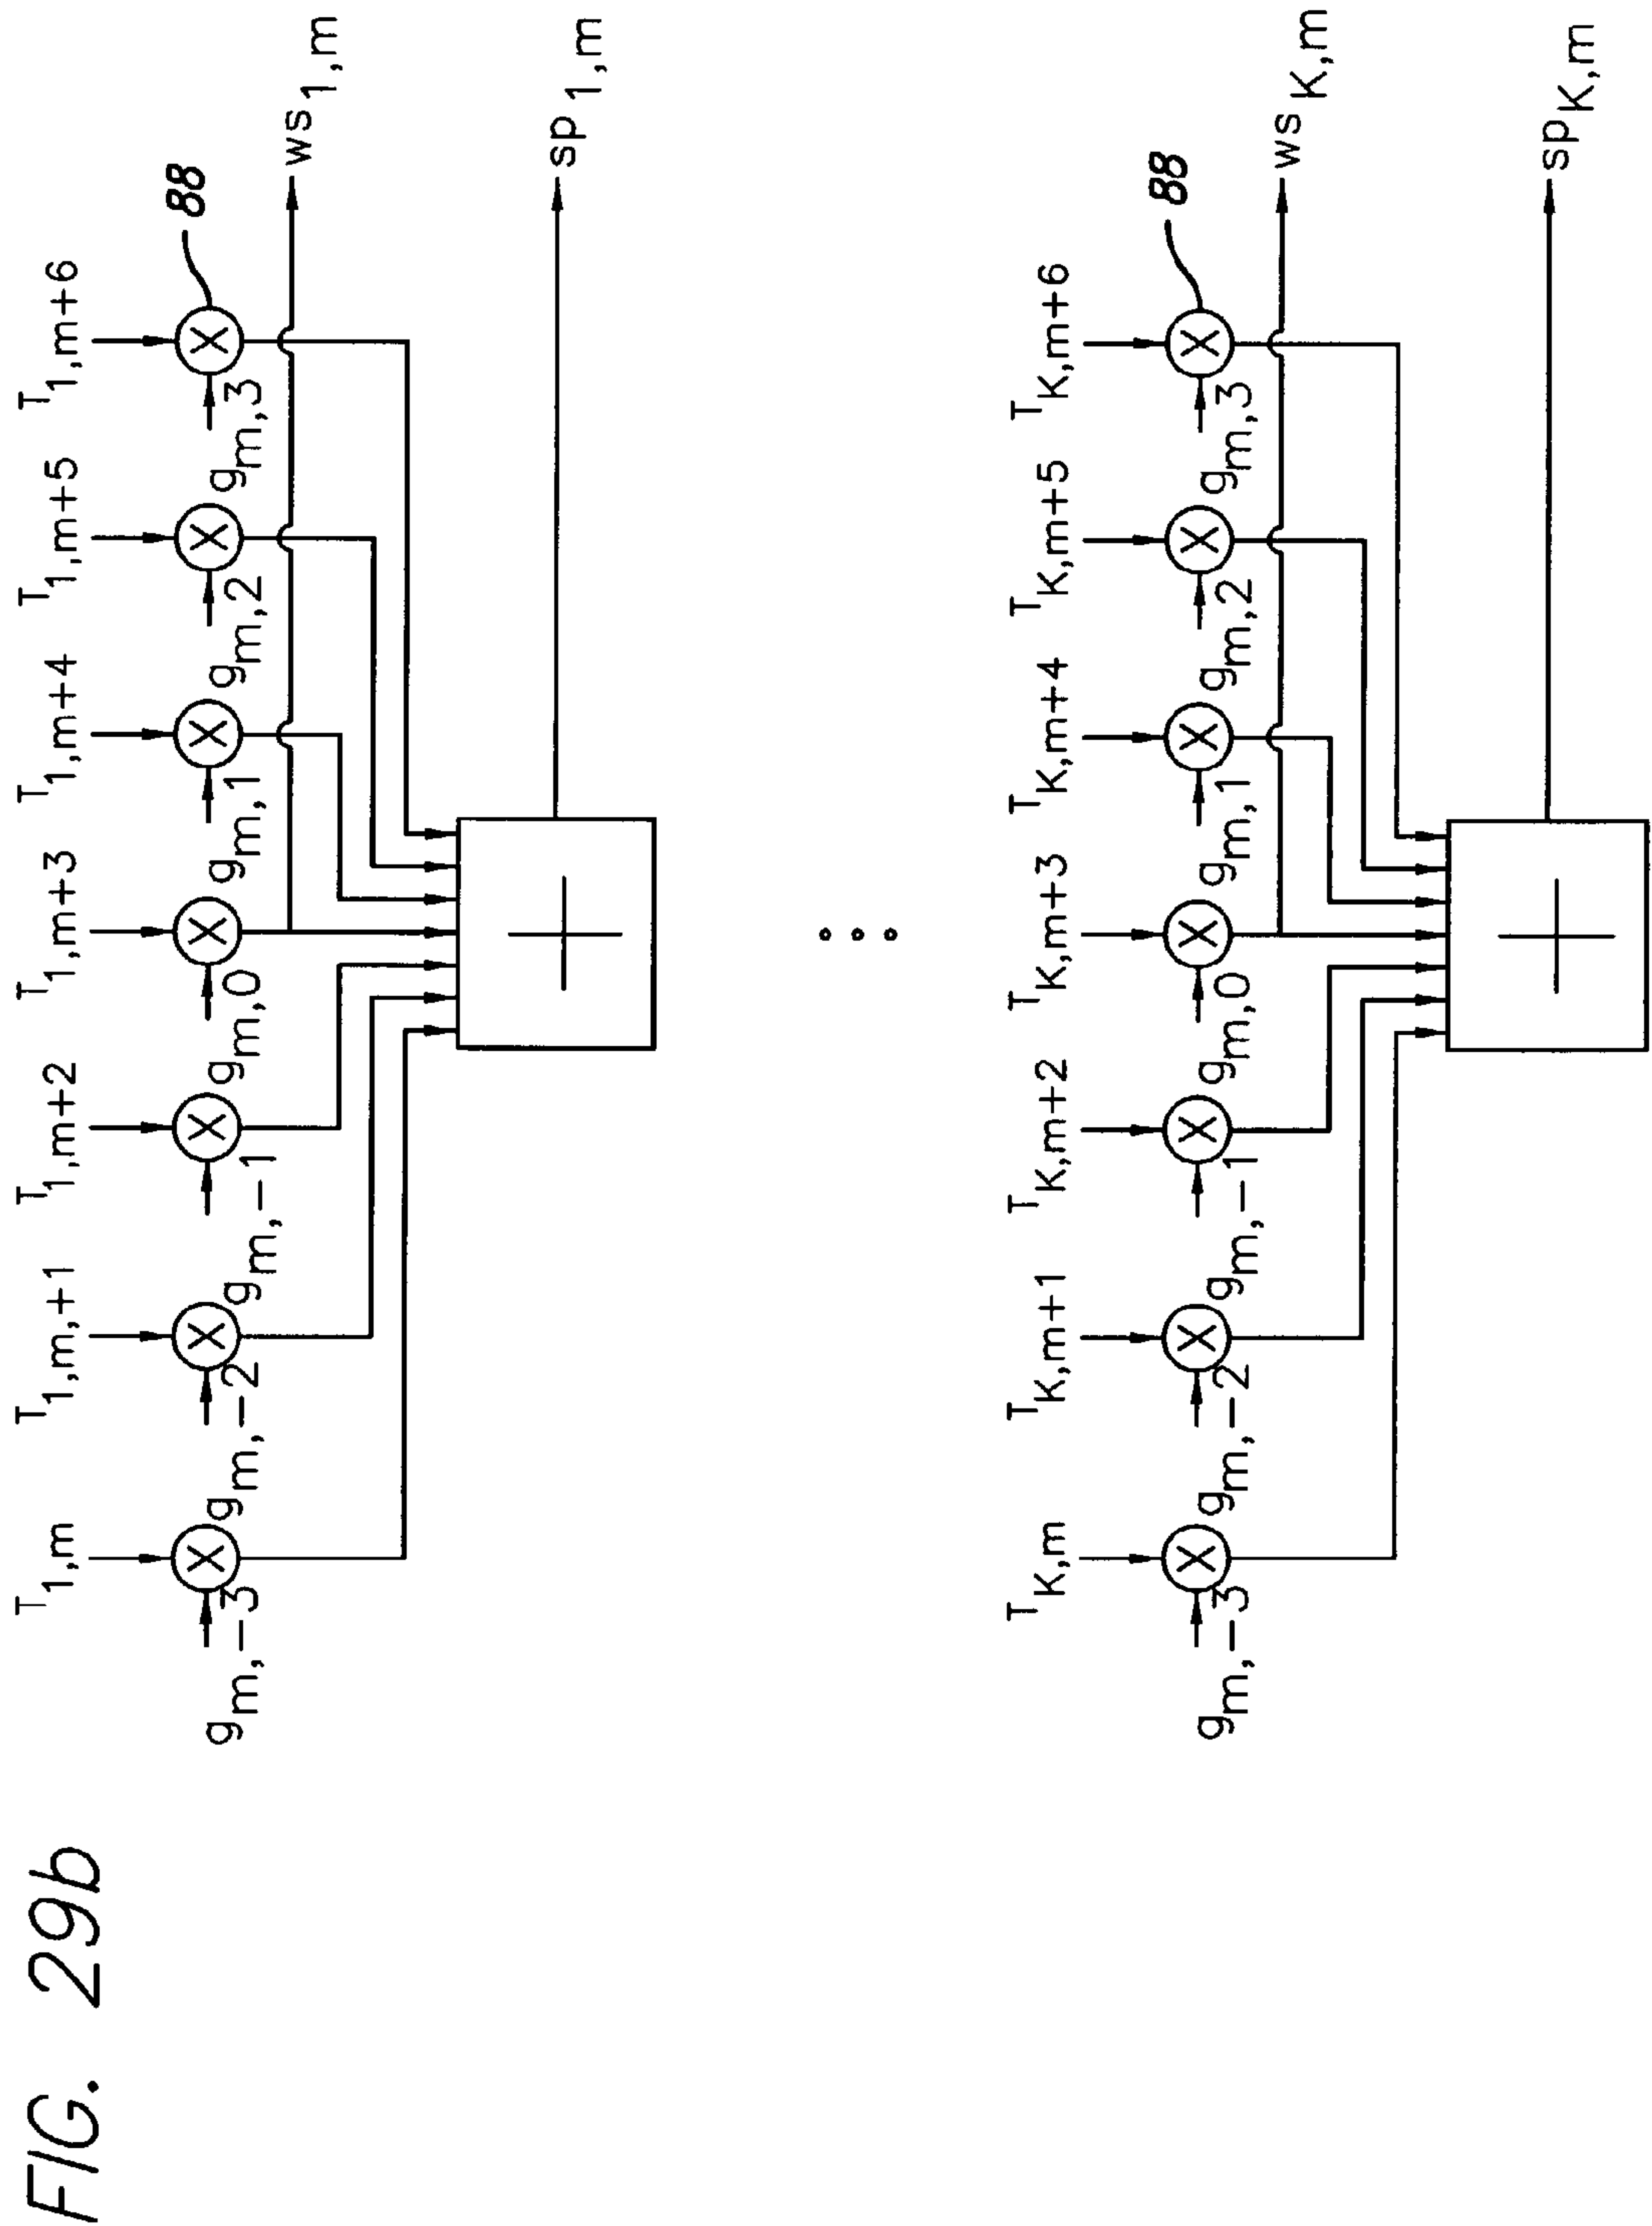 FIG. 29b
T1,m T1,m,+1 T1,m+2 T1,m+3 T1,m+4 T1,m+5 T1,m+6
88
gm,-3 gm,-2 gm,-1 gm,0 gm,1 gm,2 gm,3
ws1,m
+
sp1,m
TK,m TK,m+1 TK,m+2 TK,m+3 TK,m+4 TK,m+5 TK,m+6
88
gm,-3 gm,-2 gm,-1 gm,0 gm,1 gm,2 gm,3
wsK,m
+
spK,m